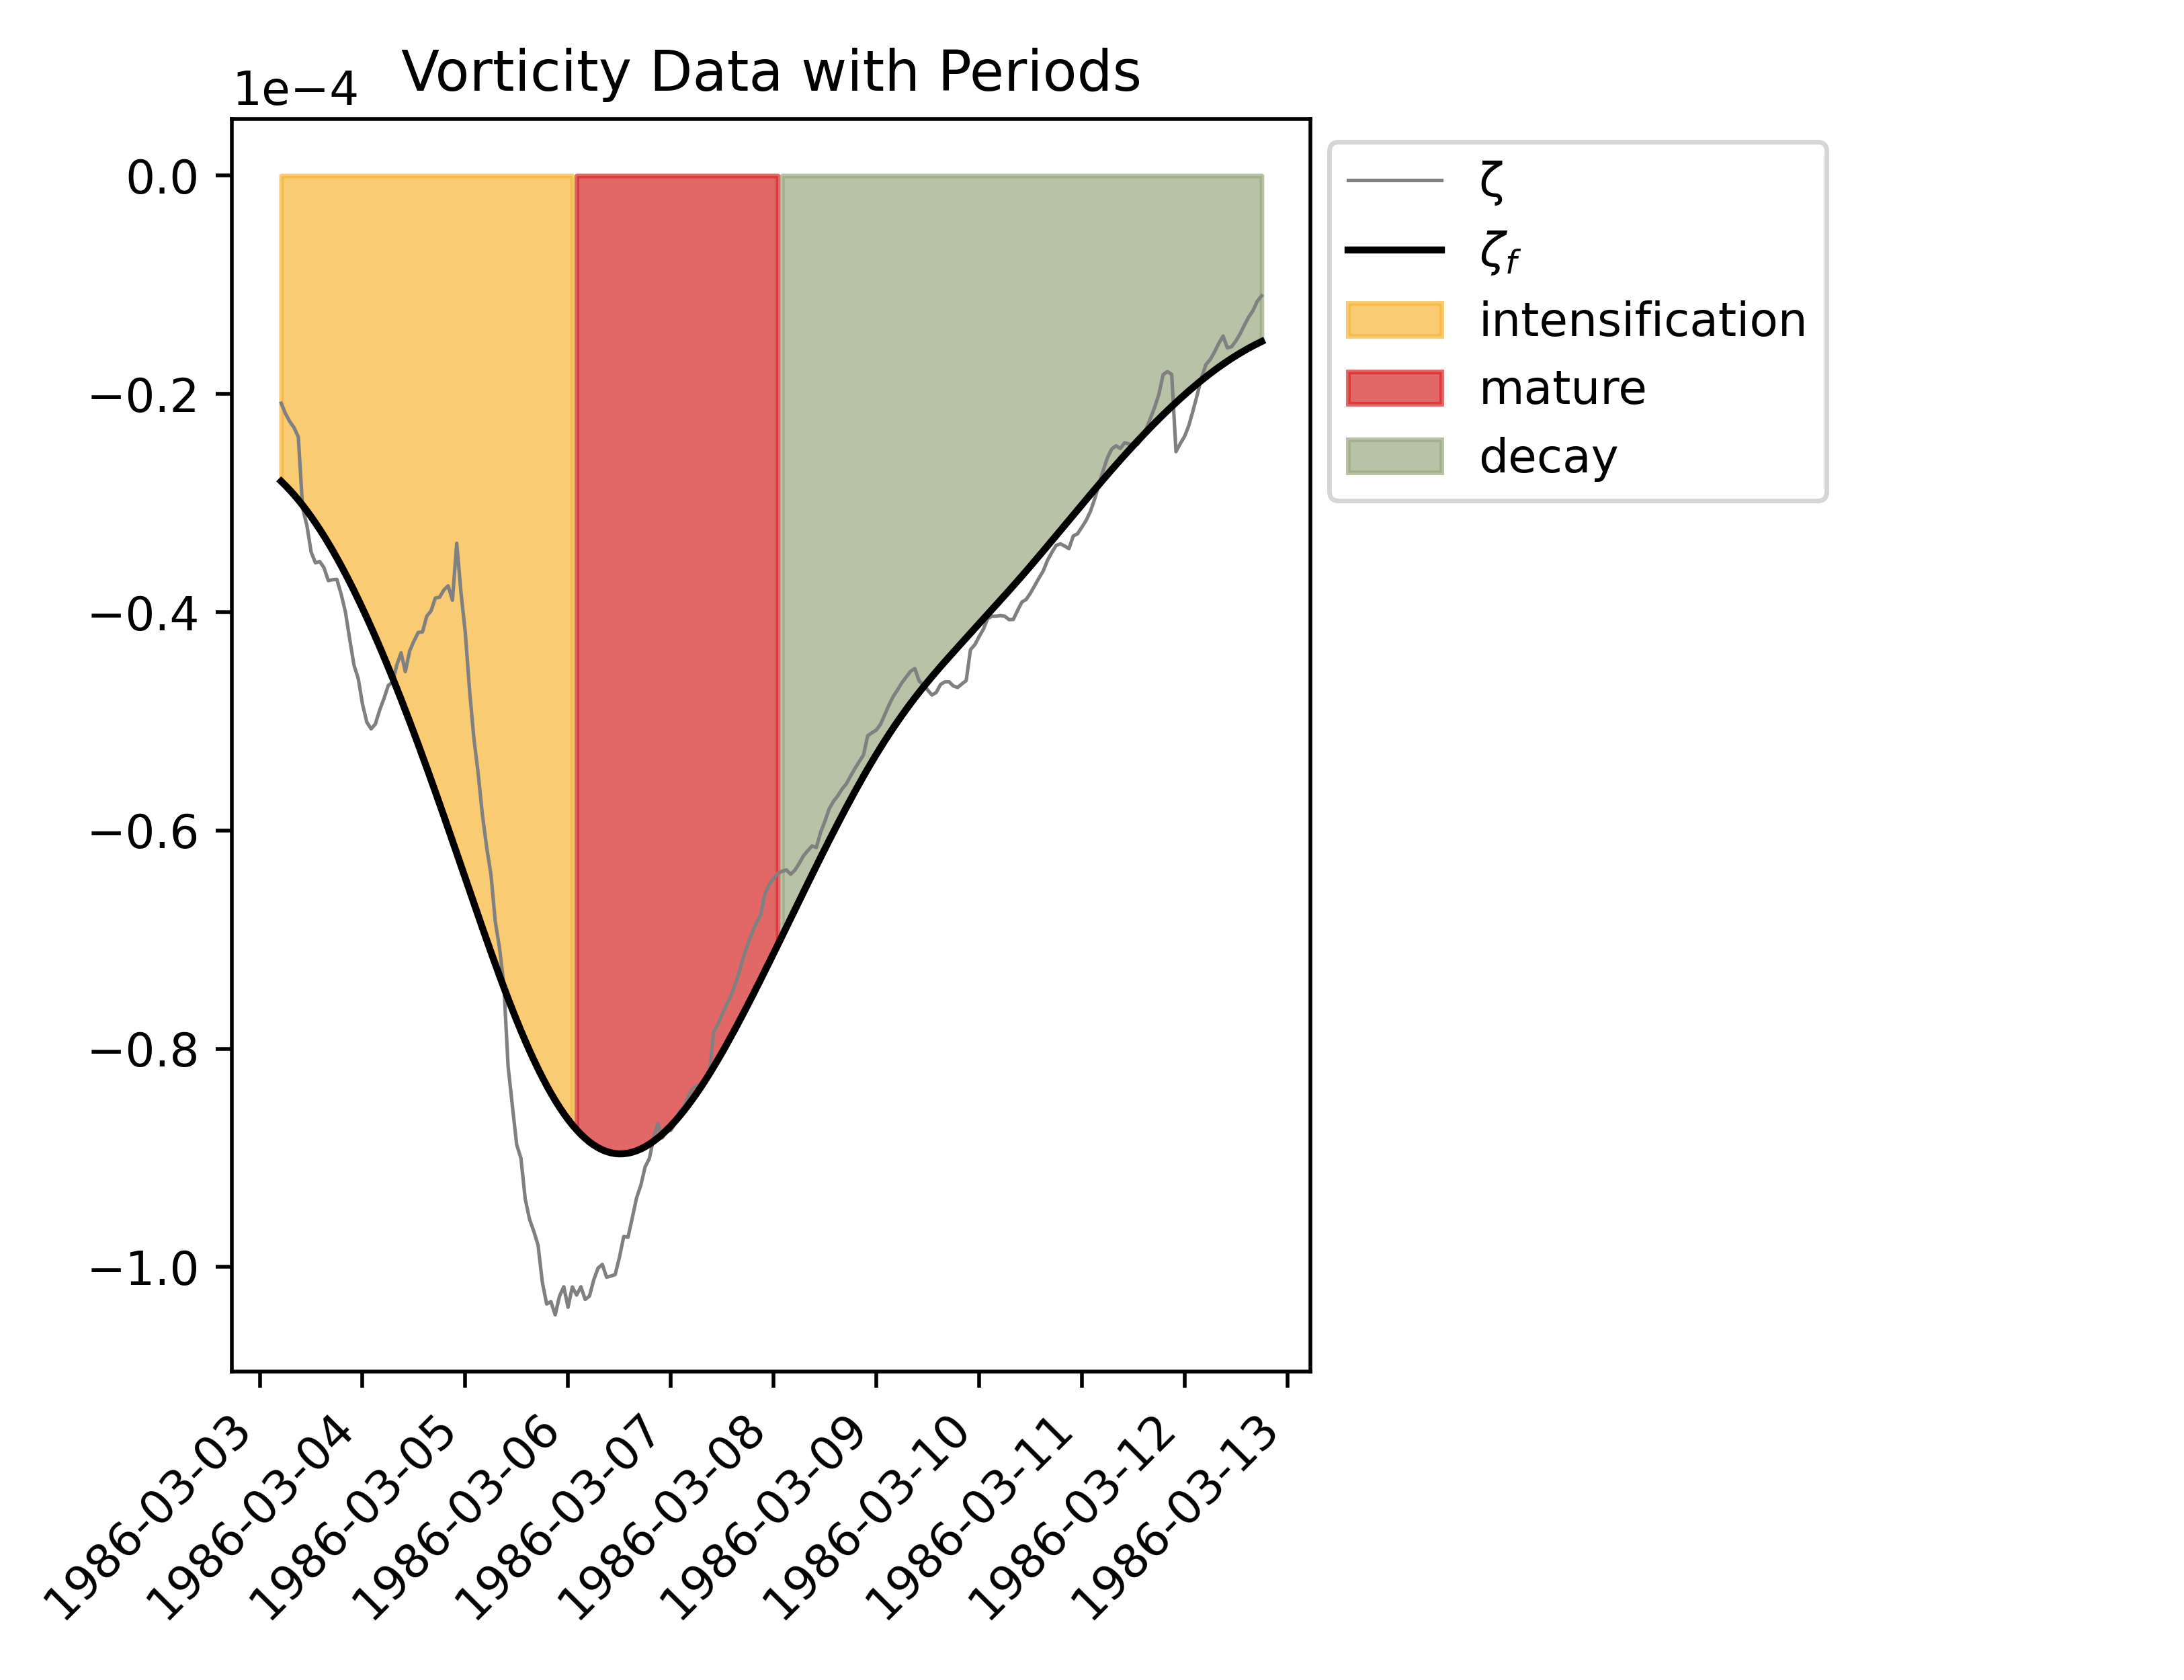 Vorticity Data with Periods
1e−4
0.0
−0.2
−0.4
−0.6
−0.8
−1.0
1986-03-03
1986-03-04
1986-03-05
1986-03-06
1986-03-07
1986-03-08
1986-03-09
1986-03-10
1986-03-11
1986-03-12
1986-03-13
ζ
ζf
intensification
mature
decay